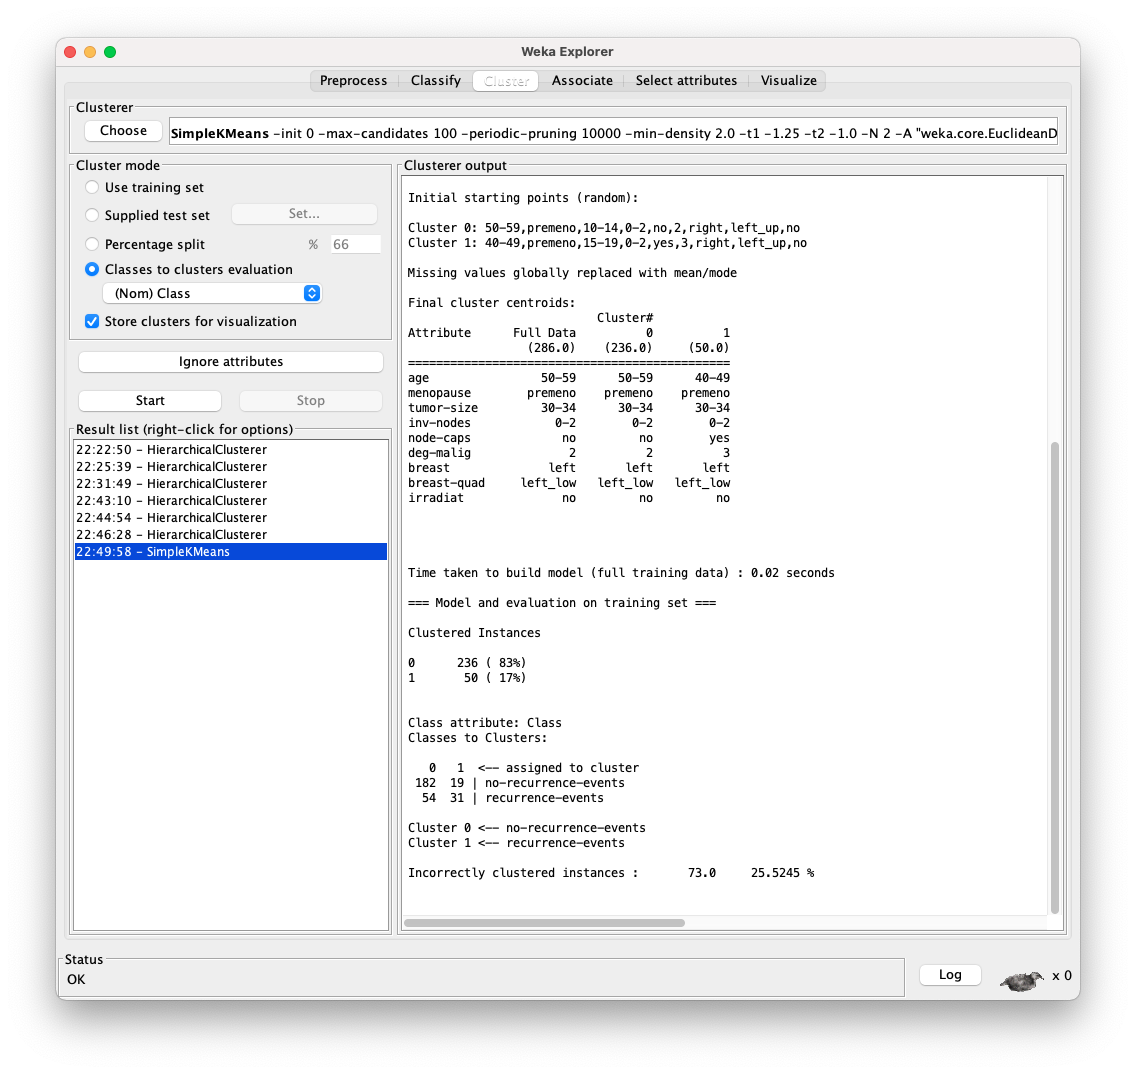 Weka Explorer
Preprocess Classify Cluster Associate Select attributes Visualize
Clusterer
Choose SimpleKMeans -init 0 -max-candidates 100 -periodic-pruning 10000 -min-density 2.0 -t1 -1.25 -t2 -1.0 -N 2 -A "weka.core.EuclideanD
Cluster mode
Use training set
Supplied test set Set...
Percentage split % 66
Classes to clusters evaluation
(Nom) Class
Store clusters for visualization
Ignore attributes
Start Stop
Result list (right-click for options)
22:22:50 - HierarchicalClusterer
22:25:39 - HierarchicalClusterer
22:31:49 - HierarchicalClusterer
22:43:10 - HierarchicalClusterer
22:44:54 - HierarchicalClusterer
22:46:28 - HierarchicalClusterer
22:49:58 - SimpleKMeans
Clusterer output
Initial starting points (random):
Cluster 0: 50-59,premeno,10-14,0-2,no,2,right,left_up,no
Cluster 1: 40-49,premeno,15-19,0-2,yes,3,right,left_up,no
Missing values globally replaced with mean/mode
Final cluster centroids:
Cluster#
Attribute Full Data 0 1
(286.0) (236.0) (50.0)
==============================================
age 50-59 50-59 40-49
menopause premeno premeno premeno
tumor-size 30-34 30-34 30-34
inv-nodes 0-2 0-2 0-2
node-caps no no yes
deg-malig 2 2 3
breast left left left
breast-quad left_low left_low left_low
irradiat no no no
Time taken to build model (full training data) : 0.02 seconds
=== Model and evaluation on training set ===
Clustered Instances
0 236 ( 83%)
1 50 ( 17%)
Class attribute: Class
Classes to Clusters:
0 1 <-- assigned to cluster
182 19 | no-recurrence-events
54 31 | recurrence-events
Cluster 0 <-- no-recurrence-events
Cluster 1 <-- recurrence-events
Incorrectly clustered instances : 73.0 25.5245 %
Status
OK
Log x 0